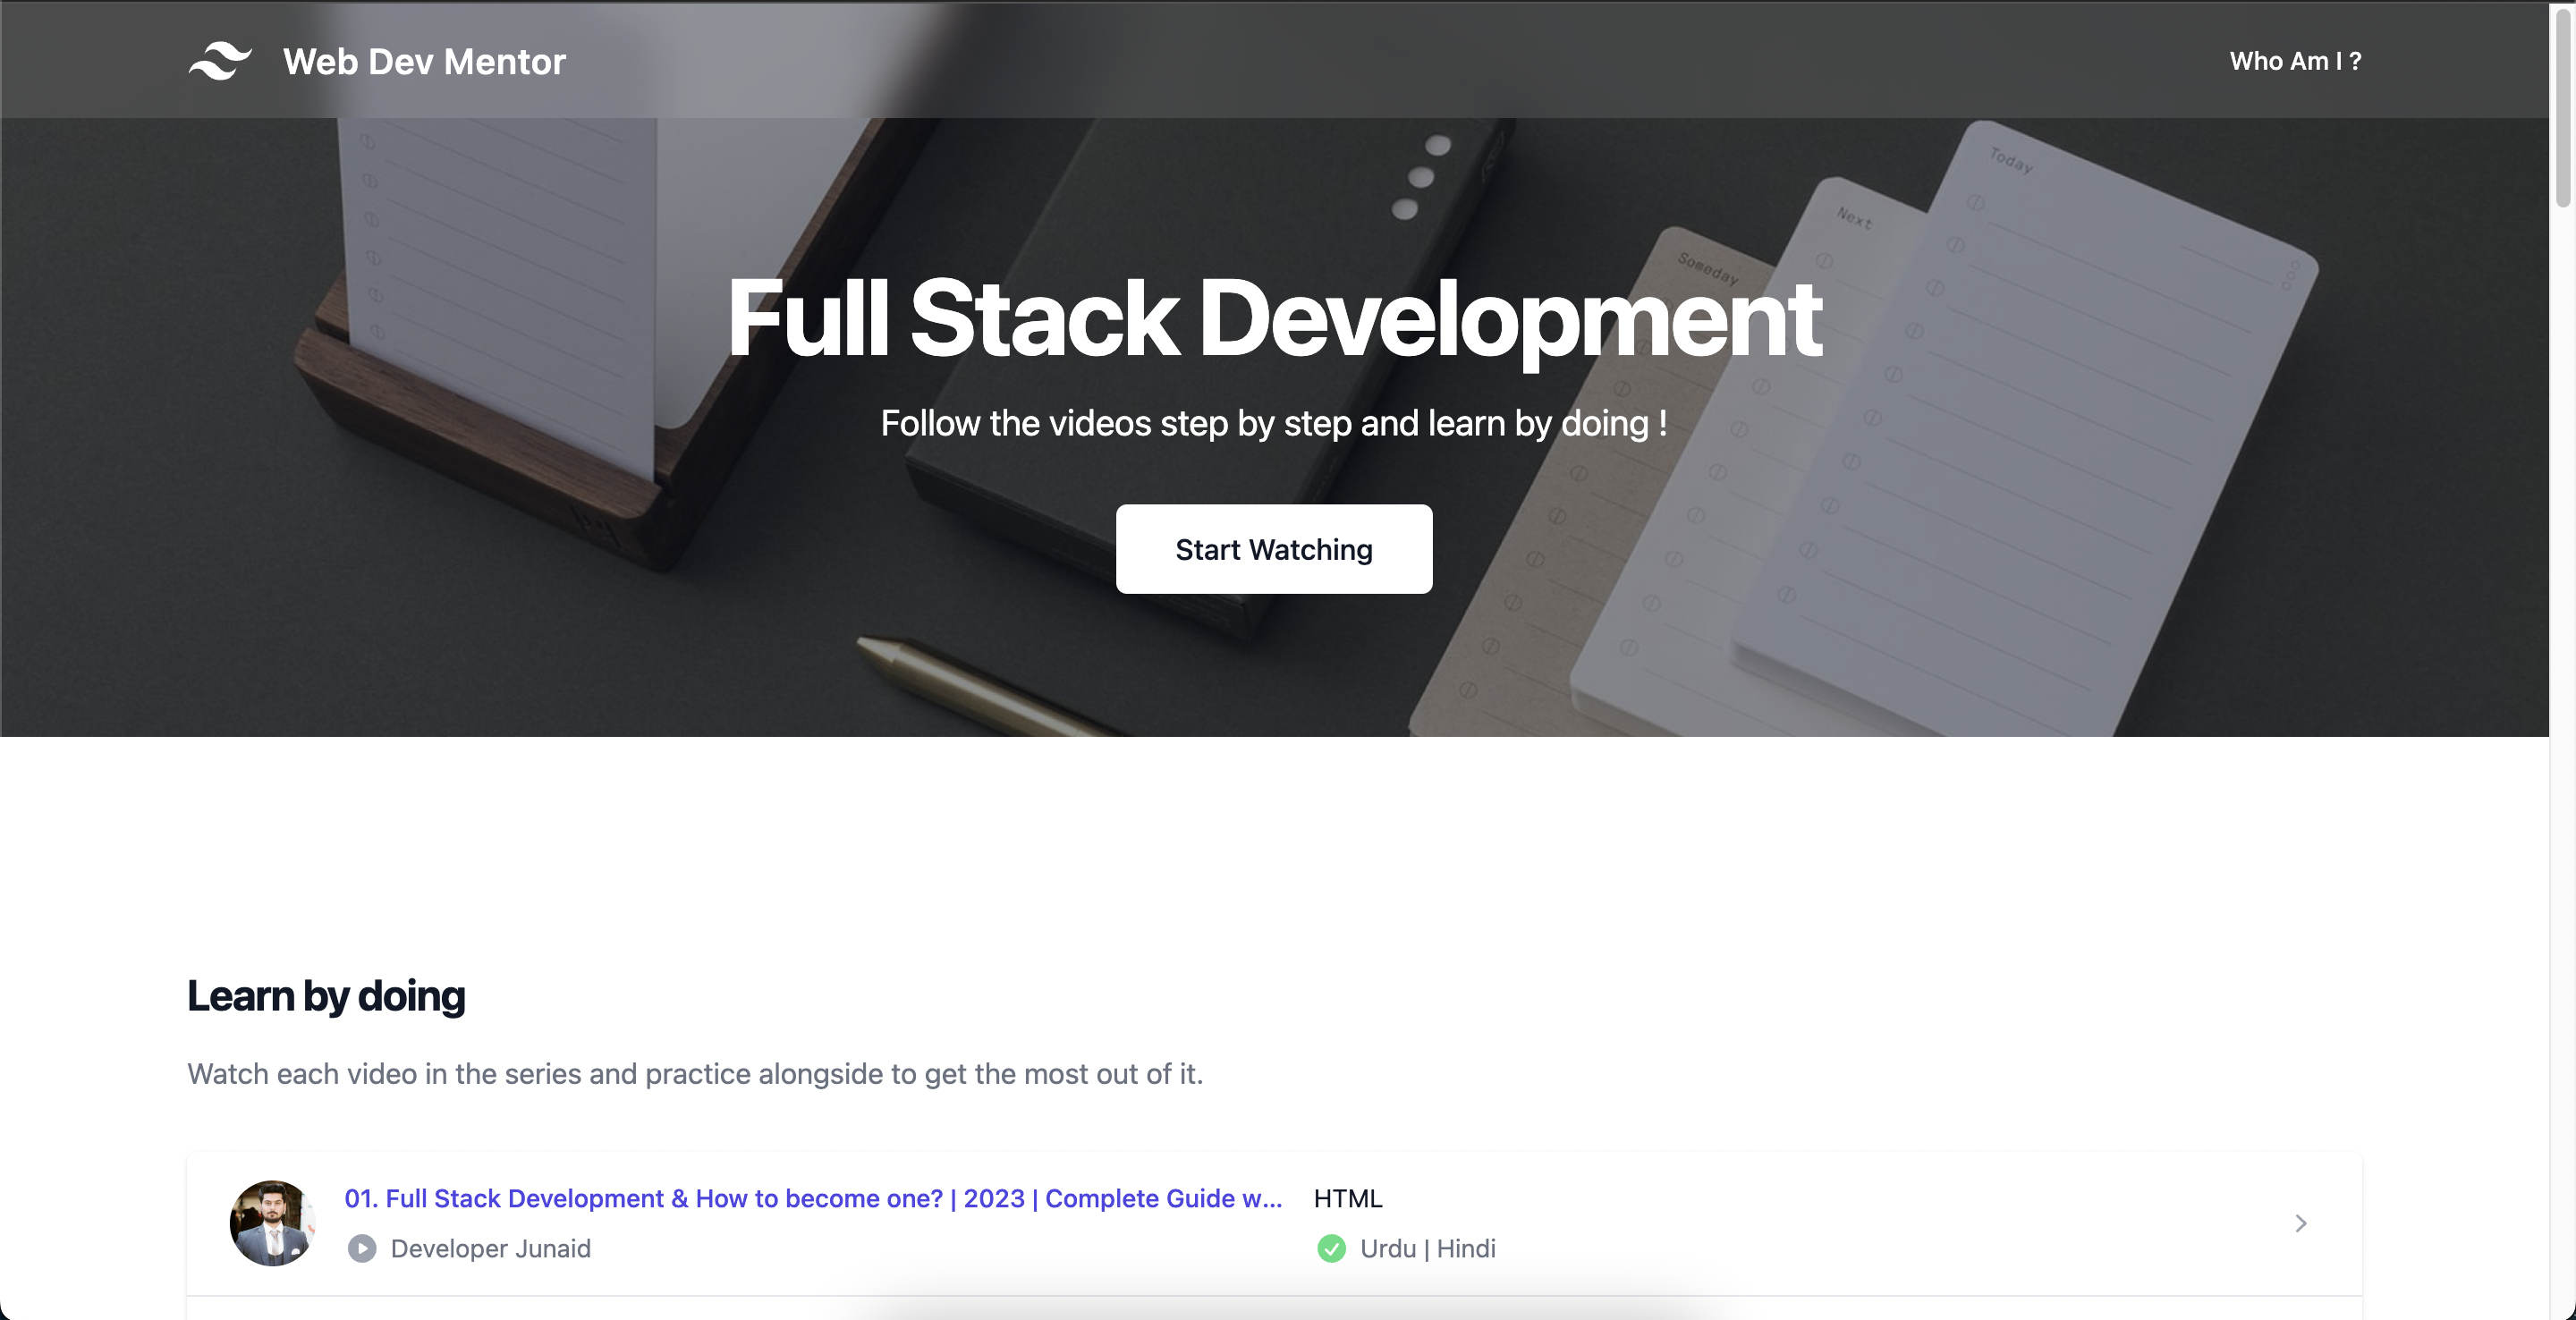 Web Dev Mentor
Who Am I ?
Today
Next
Someday
Full Stack Development
Follow the videos step by step and learn by doing !
Start Watching
Learn by doing
Watch each video in the series and practice alongside to get the most out of it.
01. Full Stack Development & How to become one? | 2023 | Complete Guide w...
HTML
Developer Junaid
Urdu | Hindi